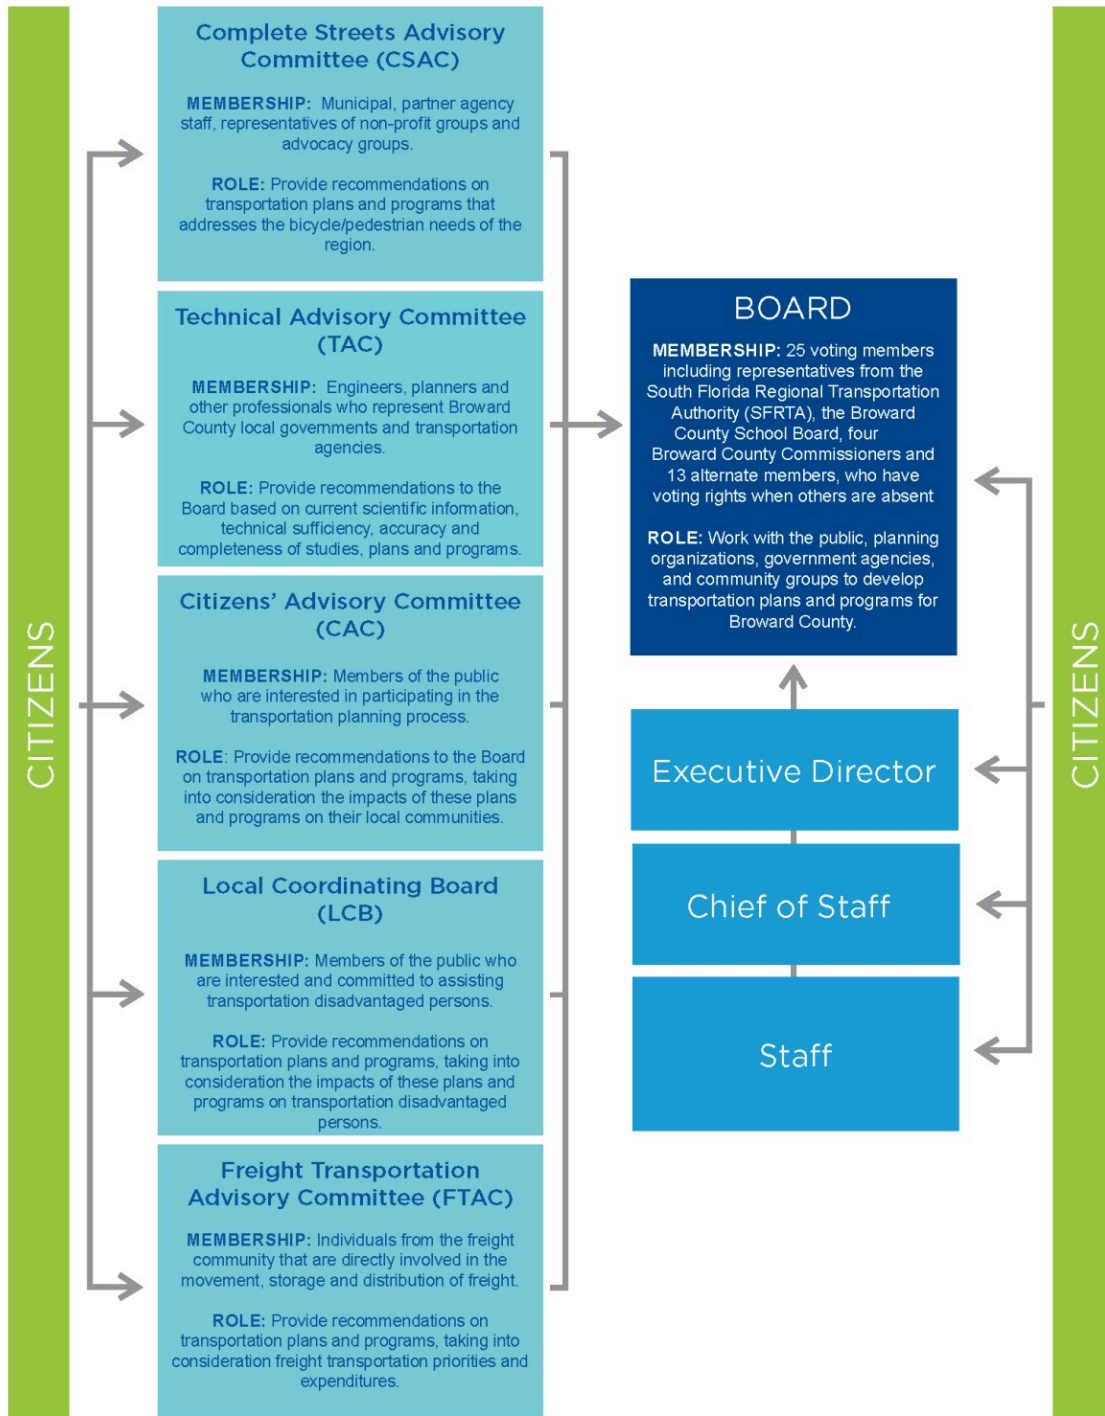 CITIZENS
Complete Streets Advisory
Committee (CSAC)
MEMBERSHIP: Municipal, partner agency
staff, representatives of non-profit groups and
advocacy groups.
ROLE: Provide recommendations on
transportation plans and programs that
addresses the bicycle/pedestrian needs of the
region.
Technical Advisory Committee
(TAC)
MEMBERSHIP: Engineers, planners and
other professionals who represent Broward
County local governments and transportation
agencies.
ROLE: Provide recommendations to the
Board based on current scientific information,
technical sufficiency, accuracy and
completeness of studies, plans and programs.
Citizens’ Advisory Committee
(CAC)
MEMBERSHIP: Members of the public
who are interested in participating in the
transportation planning process.
ROLE: Provide recommendations to the Board
on transportation plans and programs, taking
into consideration the impacts of these plans
and programs on their local communities.
Local Coordinating Board
(LCB)
MEMBERSHIP: Members of the public who
are interested and committed to assisting
transportation disadvantaged persons.
ROLE: Provide recommendations on
transportation plans and programs, taking into
consideration the impacts of these plans and
programs on transportation disadvantaged
persons.
Freight Transportation
Advisory Committee (FTAC)
MEMBERSHIP: Individuals from the freight
community that are directly involved in the
movement, storage and distribution of freight.
ROLE: Provide recommendations on
transportation plans and programs, taking into
consideration freight transportation priorities and
expenditures.
BOARD
MEMBERSHIP: 25 voting members
including representatives from the
South Florida Regional Transportation
Authority (SFRTA), the Broward
County School Board, four
Broward County Commissioners and
13 alternate members, who have
voting rights when others are absent
ROLE: Work with the public, planning
organizations, government agencies,
and community groups to develop
transportation plans and programs for
Broward County.
Executive Director
Chief of Staff
Staff
CITIZENS